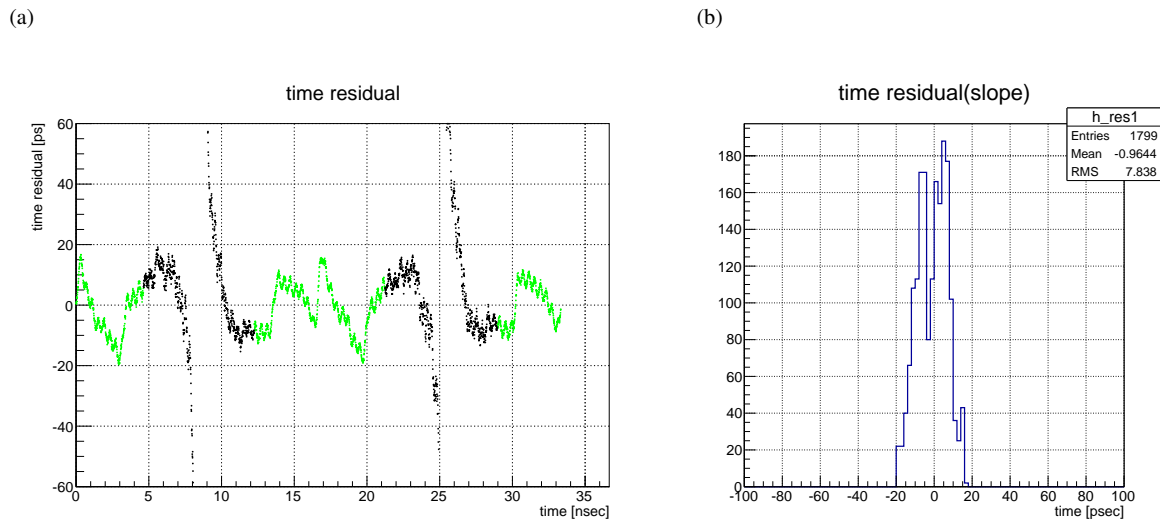 (a)
(b)
time residual
time residual [ps]
60
40
20
0
-20
-40
-60
0 5 10 15 20 25 30 35
time [nsec]
time residual(slope)
h_res1
Entries 1799
Mean -0.9644
RMS 7.838
180
160
140
120
100
80
60
40
20
0
-100 -80 -60 -40 -20 0 20 40 60 80 100
time [psec]